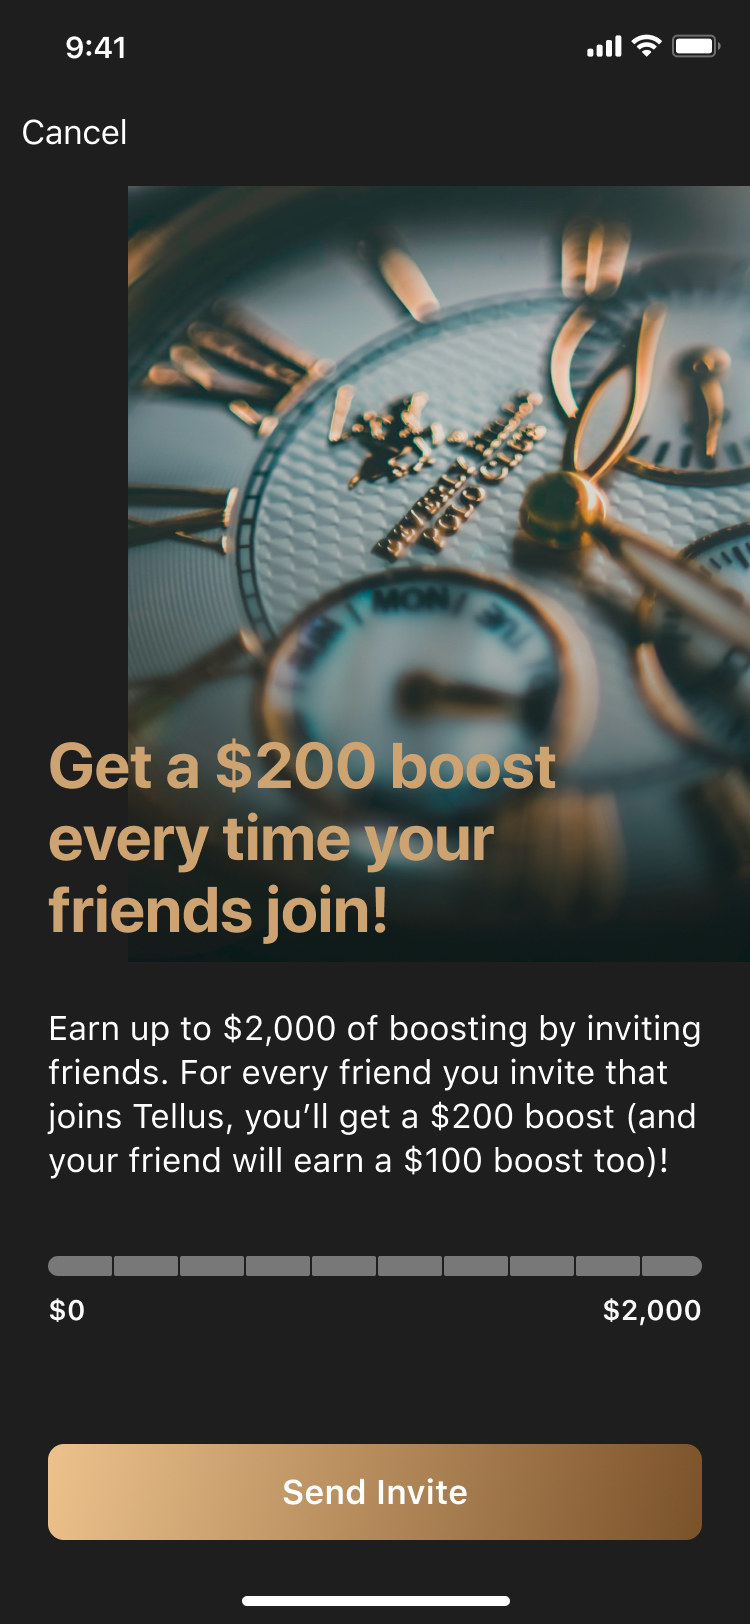 9:41
Cancel
BEVERLY HILLS
POLO CLUB
SUN MON TUE
Get a $200 boost
every time your
friends join!
Earn up to $2,000 of boosting by inviting
friends. For every friend you invite that
joins Tellus, you’ll get a $200 boost (and
your friend will earn a $100 boost too)!
$0 $2,000
Send Invite